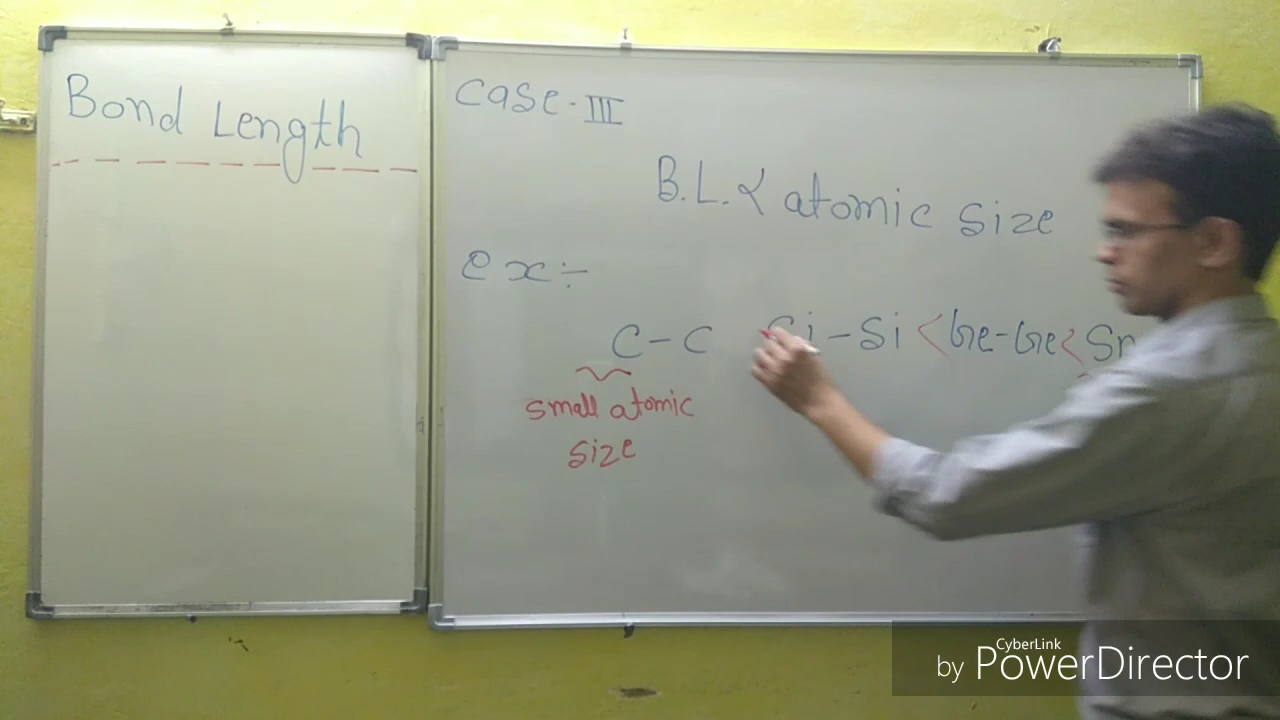 Bond Length
Case-III
B.L. ∝ atomic size
ex:-
C-C Si-Si < Ge-Ge < Sn
small atomic
size
CyberLink
by PowerDirector